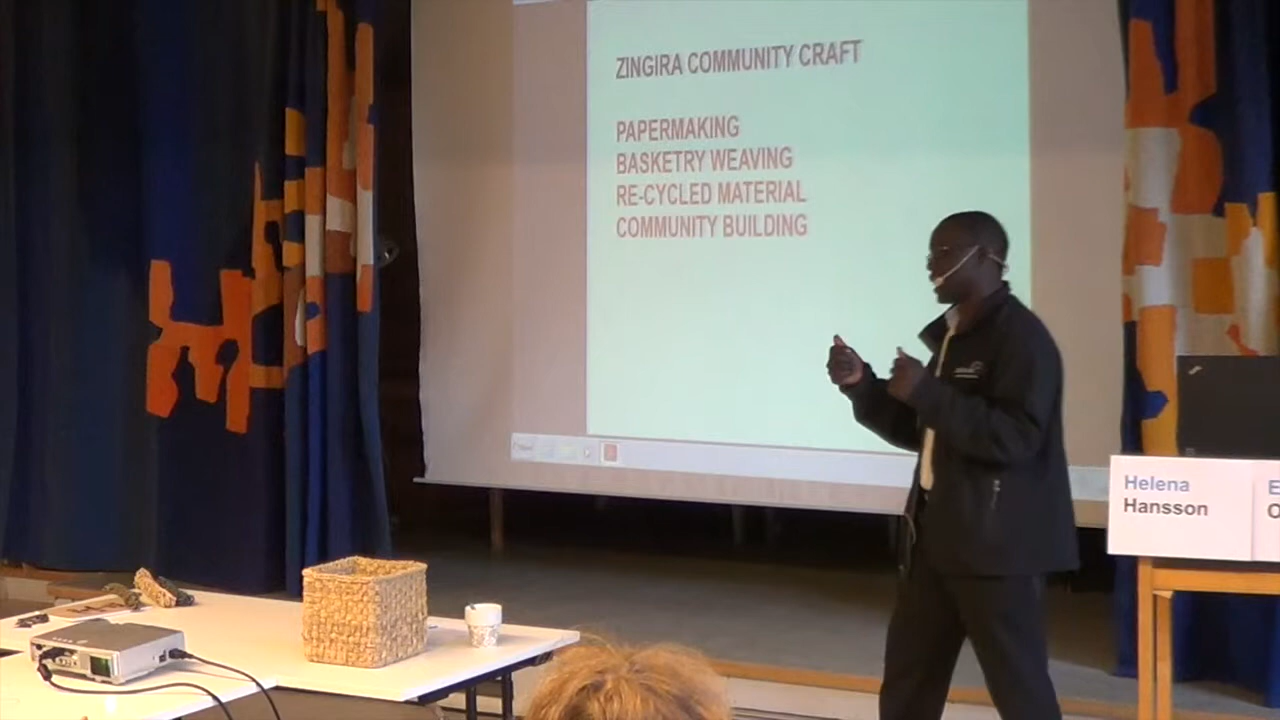 ZINGIRA COMMUNITY CRAFT
PAPERMAKING
BASKETRY WEAVING
RE-CYCLED MATERIAL
COMMUNITY BUILDING
Helena
Hansson
E
O